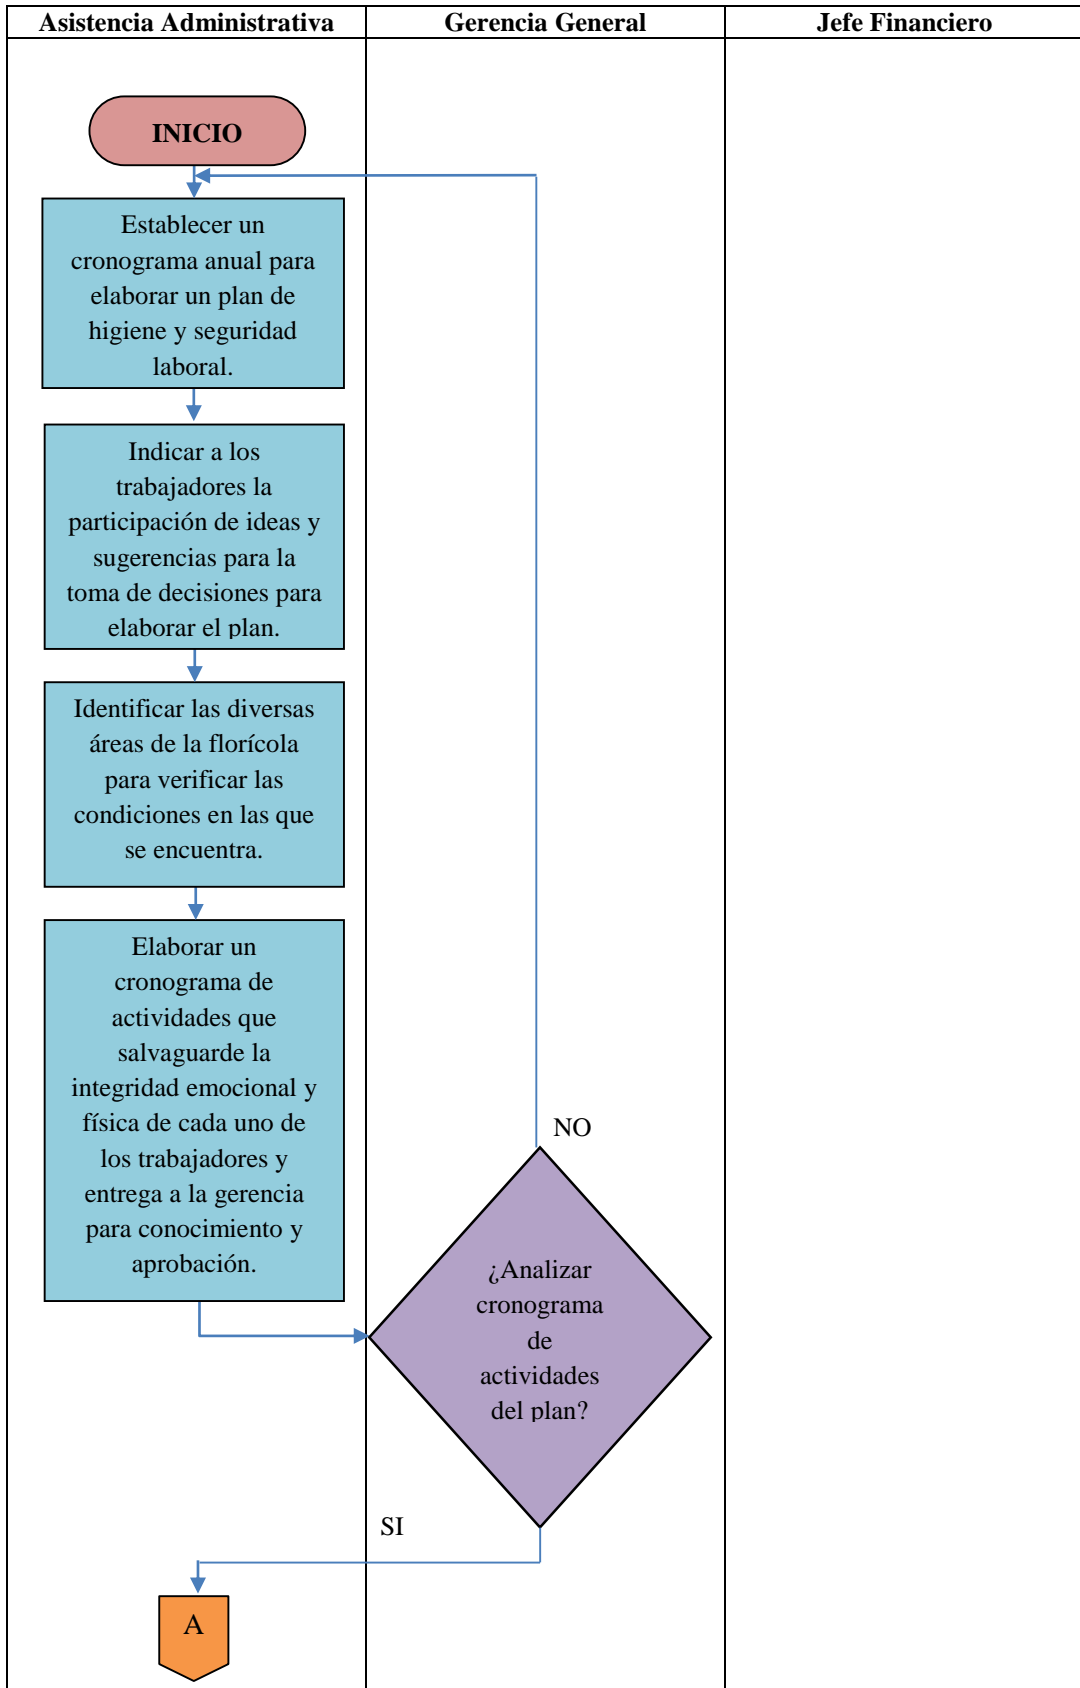 Asistencia Administrativa
Gerencia General
Jefe Financiero
INICIO
Establecer un
cronograma anual para
elaborar un plan de
higiene y seguridad
laboral.
Indicar a los
trabajadores la
participación de ideas y
sugerencias para la
toma de decisiones para
elaborar el plan.
Identificar las diversas
áreas de la florícola
para verificar las
condiciones en las que
se encuentra.
Elaborar un
cronograma de
actividades que
salvaguarde la
integridad emocional y
física de cada uno de
los trabajadores y
entrega a la gerencia
para conocimiento y
aprobación.
NO
¿Analizar
cronograma
de
actividades
del plan?
SI
A